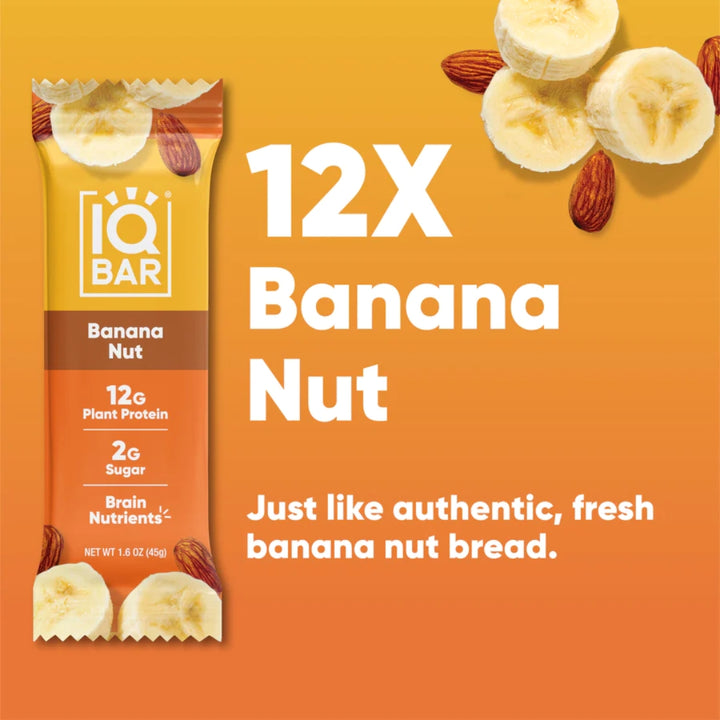 IQ
BAR
®
Banana
Nut
12G
Plant Protein
2G
Sugar
Brain
Nutrients
NET WT 1.6 OZ (45g)
12X
Banana
Nut
Just like authentic, fresh
banana nut bread.